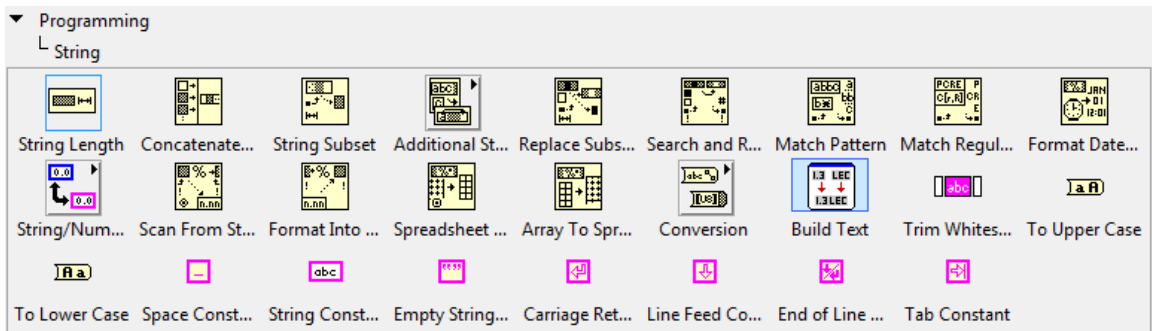 Programming
String
String Length Concatenate... String Subset Additional St... Replace Subs... Search and R... Match Pattern Match Regul... Format Date...
String/Num... Scan From St... Format Into ... Spreadsheet ... Array To Spr... Conversion Build Text Trim Whites... To Upper Case
To Lower Case Space Const... String Const... Empty String... Carriage Ret... Line Feed Co... End of Line ... Tab Constant